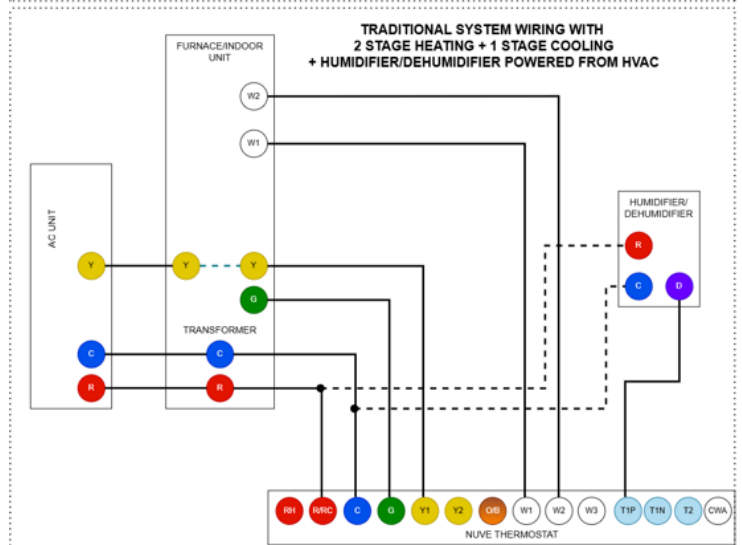 TRADITIONAL SYSTEM WIRING WITH
2 STAGE HEATING + 1 STAGE COOLING
+ HUMIDIFIER/DEHUMIDIFIER POWERED FROM HVAC
FURNACE/INDOOR
UNIT
W2
W1
AC UNIT
HUMIDIFIER/
DEHUMIDIFIER
R
Y
Y
Y
C
D
G
TRANSFORMER
C
C
R
R
RH
R/RC
C
G
Y1
Y2
O/B
W1
W2
W3
T1P
T1N
T2
CWA
NUVE THERMOSTAT